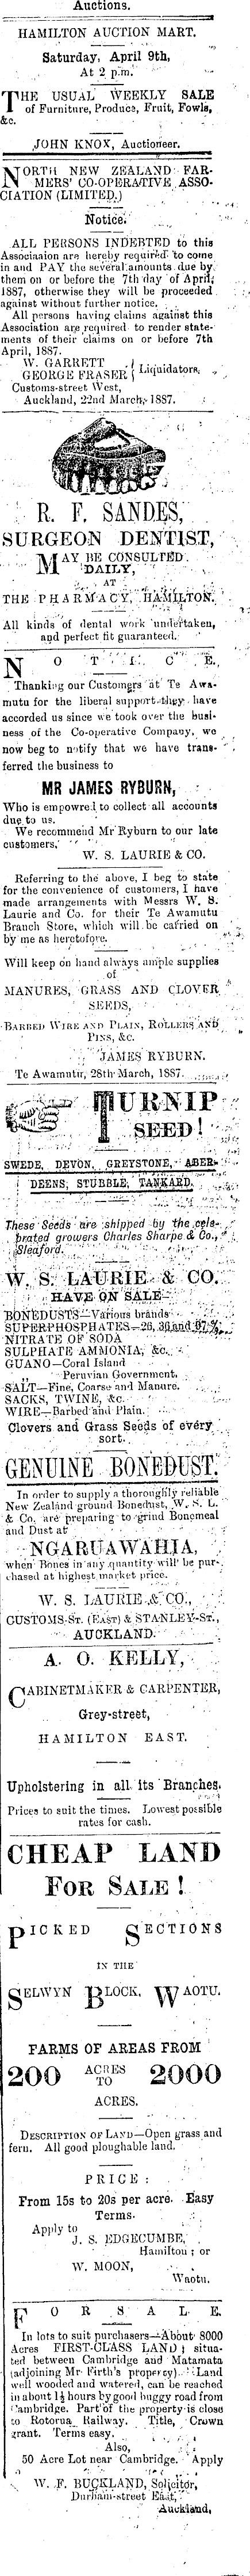 Auctions.
HAMILTON AUCTION MART.
Saturday, April 9th,
At 2 p.m.
THE USUAL WEEKLY SALE
of Furniture, Produce, Fruit, Fowls,
&c.
JOHN KNOX, Auctioneer.
NORTH NEW ZEALAND FAR-
MERS' CO-OPERATIVE ASSO-
CIATION (LIMITED.)
Notice.
ALL PERSONS INDEBTED to this
Association are hereby required to come
in and PAY the several amounts due by
them on or before the 7th day of April,
1887, otherwise they will be proceeded
against without further notice.
All persons having claims against this
Association are required to render state-
ments of their claims on or before 7th
April, 1887.
W. GARRETT
GEORGE FRASER } Liquidators,
Customs-street West,
Auckland, 22nd March, 1887.
R. F. SANDES,
SURGEON DENTIST,
MAY BE CONSULTED
DAILY,
AT
THE PHARMACY, HAMILTON.
All kinds of dental work undertaken,
and perfect fit guaranteed.
NOTICE.
Thanking our Customers at Te Awa-
mutu for the liberal support they have
accorded us since we took over the busi-
ness of the Co-operative Company, we
now beg to notify that we have trans-
ferred the business to
MR JAMES RYBURN,
Who is empowred to collect all accounts
due to us.
We recommend Mr Ryburn to our late
customers,
W. S. LAURIE & CO.
Referring to the above, I beg to state
for the convenience of customers, I have
made arrangements with Messrs W. S.
Laurie and Co. for their Te Awamutu
Branch Store, which will be carried on
by me as heretofore.
Will keep on hand always ample supplies
of
MANURES, GRASS AND CLOVER
SEEDS,
BARBED WIRE AND PLAIN, ROLLERS AND
PINS, &c.
JAMES RYBURN.
Te Awamutu, 28th March, 1887.
TURNIP
SEED!
SWEDE, DEVON, GREYSTONE, ABER-
DEENS, STUBBLE, TANKARD.
These Seeds are shipped by the cele-
brated growers Charles Sharpe & Co.,
Sleaford.
W. S. LAURIE & CO.
HAVE ON SALE—
BONEDUSTS—Various brands
SUPERPHOSPHATES—26, 36 and 37 %
NITRATE OF SODA
SULPHATE AMMONIA, &c.
GUANO—Coral Island
,, Peruvian Government.
SALT—Fine, Coarse and Manure.
SACKS, TWINE, &c.
WIRE—Barbed and Plain.
Clovers and Grass Seeds of every
sort.
GENUINE BONEDUST.
In order to supply a thoroughly reliable
New Zealand ground Bonedust, W. S. L.
& Co. are preparing to grind Bonemeal
and Dust at
NGARUAWAHIA,
when Bones in any quantity will be pur-
chased at highest market price.
W. S. LAURIE & CO.,
CUSTOMS-ST. (EAST) & STANLEY-ST.,
AUCKLAND.
A. O. KELLY,
CABINETMAKER & CARPENTER,
Grey-street,
HAMILTON EAST.
Upholstering in all its Branches.
Prices to suit the times. Lowest possible
rates for cash.
CHEAP LAND
FOR SALE!
PICKED SECTIONS
IN THE
SELWYN BLOCK, WAOTU.
FARMS OF AREAS FROM
200 ACRES TO 2000
ACRES.
DESCRIPTION OF LAND—Open grass and
fern. All good ploughable land.
PRICE:
From 15s to 20s per acre. Easy
Terms.
Apply to
J. S. EDGECUMBE,
Hamilton; or
W. MOON,
Waotu.
FOR SALE.
In lots to suit purchasers—About 8000
Acres FIRST-CLASS LAND; situa-
ted between Cambridge and Matamata
(adjoining Mr Firth's property). Land
well wooded and watered, can be reached
in about 1½ hours by good buggy road from
Cambridge. Part of the property is close
to Rotorua Railway. Title, Crown
grant. Terms easy.
Also,
50 Acre Lot near Cambridge. Apply
W. F. BUCKLAND, Solicitor,
Durham-street East,
Auckland,